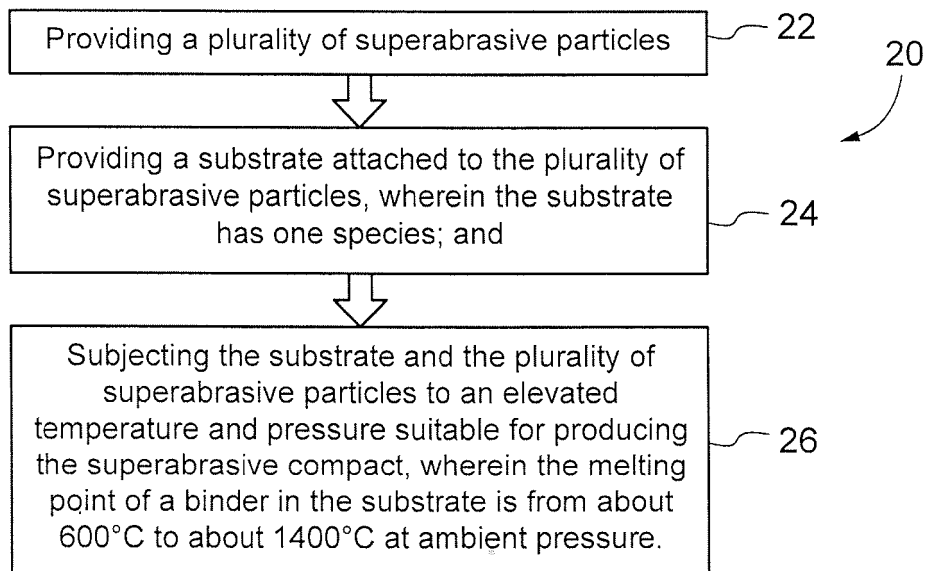 Providing a plurality of superabrasive particles
22
20
Providing a substrate attached to the plurality of
superabrasive particles, wherein the substrate
has one species; and
24
Subjecting the substrate and the plurality of
superabrasive particles to an elevated
temperature and pressure suitable for producing
the superabrasive compact, wherein the melting
point of a binder in the substrate is from about
600°C to about 1400°C at ambient pressure.
26